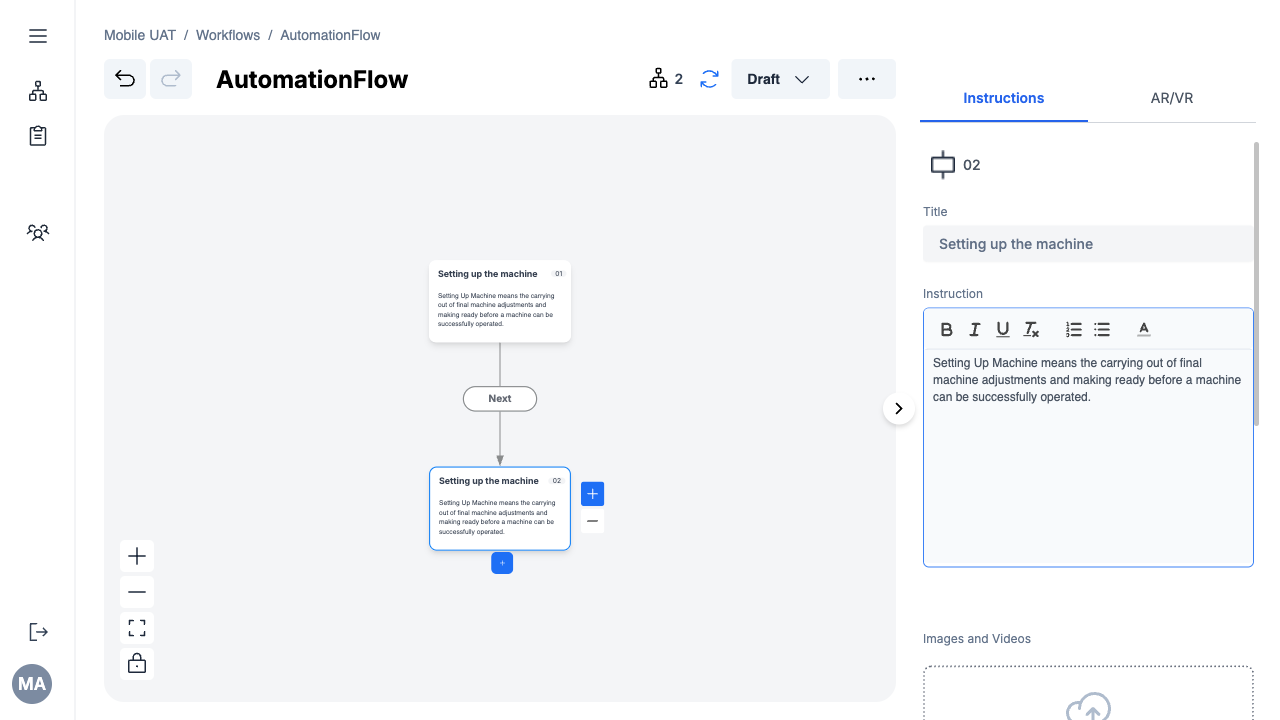 Mobile UAT / Workflows / AutomationFlow
AutomationFlow
2
Draft
Instructions
AR/VR
02
Title
Setting up the machine
Instruction
B I U Tx A
Setting Up Machine means the carrying out of final
machine adjustments and making ready before a machine
can be successfully operated.
Images and Videos
Setting up the machine 01
Setting Up Machine means the carrying
out of final machine adjustments and
making ready before a machine can be
successfully operated.
Next
Setting up the machine 02
Setting Up Machine means the carrying
out of final machine adjustments and
making ready before a machine can be
successfully operated.
MA